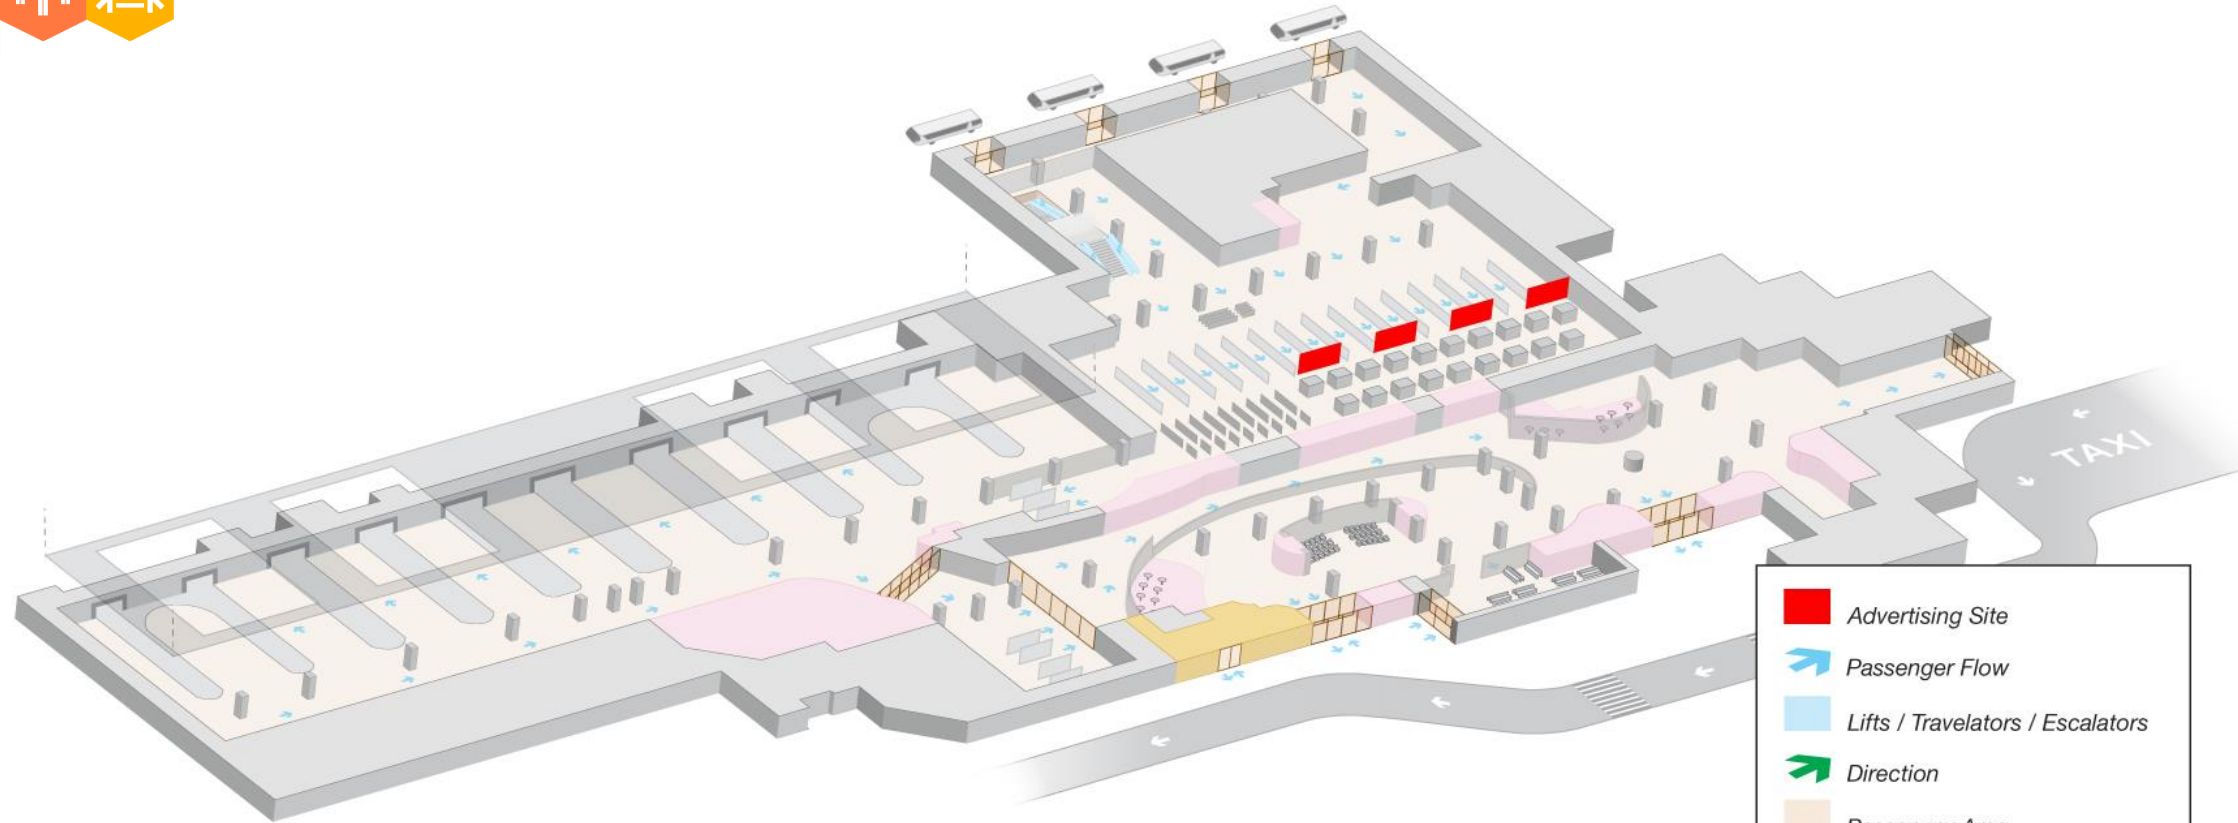 TAXI
Advertising Site
Passenger Flow
Lifts / Travelators / Escalators
Direction